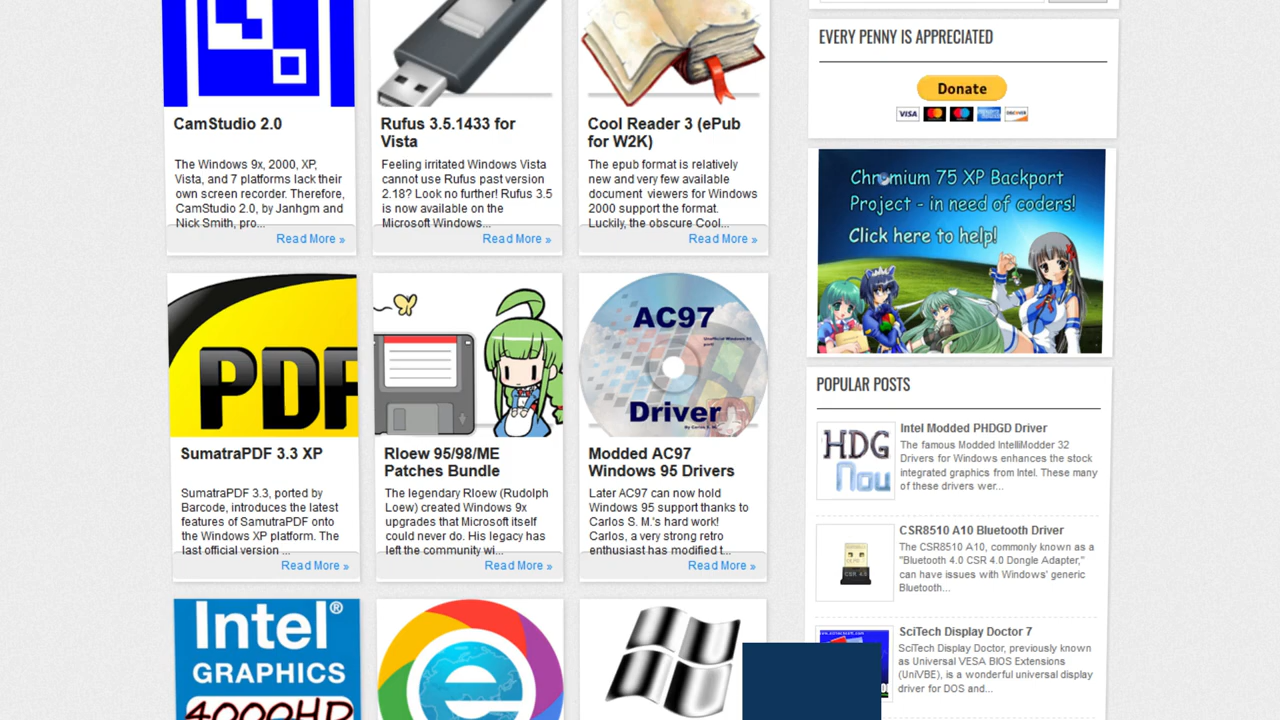 CamStudio 2.0
The Windows 9x, 2000, XP,
Vista, and 7 platforms lack their
own screen recorder. Therefore,
CamStudio 2.0, by Janhgm and
Nick Smith, pro...
Read More »
Rufus 3.5.1433 for
Vista
Feeling irritated Windows Vista
cannot use Rufus past version
2.18? Look no further! Rufus 3.5
is now available on the
Microsoft Windows...
Read More »
Cool Reader 3 (ePub
for W2K)
The epub format is relatively
new and very few available
document viewers for Windows
2000 support the format.
Luckily, the obscure Cool...
Read More »
PDF
SumatraPDF 3.3 XP
SumatraPDF 3.3, ported by
Barcode, introduces the latest
features of SamutraPDF onto
the Windows XP platform. The
last official version ...
Read More »
Rloew 95/98/ME
Patches Bundle
The legendary Rloew (Rudolph
Loew) created Windows 9x
upgrades that Microsoft itself
could never do. His legacy has
left the community wi...
Read More »
AC97
Driver
By Carlos S. M.
Modded AC97
Windows 95 Drivers
Later AC97 can now hold
Windows 95 support thanks to
Carlos S. M.'s hard work!
Carlos, a very strong retro
enthusiast has modified t...
Read More »
Intel®
GRAPHICS
4000HD
e
EVERY PENNY IS APPRECIATED
Donate
VISA
Chromium 75 XP Backport
Project - in need of coders!
Click here to help!
POPULAR POSTS
HDG
Nou
Intel Modded PHDGD Driver
The famous Modded IntelliModder 32
Drivers for Windows enhances the stock
integrated graphics from Intel. These many
of these drivers wer...
CSR 4.0
CSR8510 A10 Bluetooth Driver
The CSR8510 A10, commonly known as a
"Bluetooth 4.0 CSR 4.0 Dongle Adapter,"
can have issues with Windows' generic
Bluetooth...
SciTech Display Doctor 7
SciTech Display Doctor, previously known
as Universal VESA BIOS Extensions
(UniVBE), is a wonderful universal display
driver for DOS and...